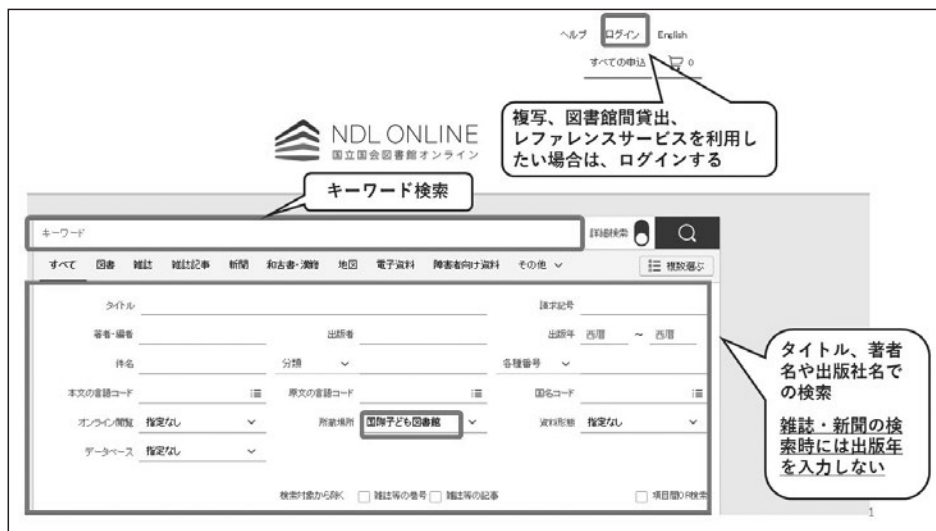 ヘルプ ログイン English
すべての申込 0
複写、図書館間貸出、
レファレンスサービスを利用し
たい場合は、ログインする
NDL ONLINE
国立国会図書館オンライン
キーワード検索
キーワード 詳細検索
すべて 図書 雑誌 雑誌記事 新聞 和古書・漢籍 地図 電子資料 障害者向け資料 その他 複数選ぶ
タイトル 請求記号
著者・編者 出版者 出版年 西暦 ~ 西暦
件名 分類 各種番号
本文の言語コード 原文の言語コード 国名コード
オンライン閲覧 指定なし 所蔵場所 国際子ども図書館 資料形態 指定なし
データベース 指定なし
検索対象から除く 雑誌等の巻号 雑誌等の記事 項目間OR検索
タイトル、著者
名や出版社名で
の検索
雑誌・新聞の検
索時には出版年
を入力しない
1